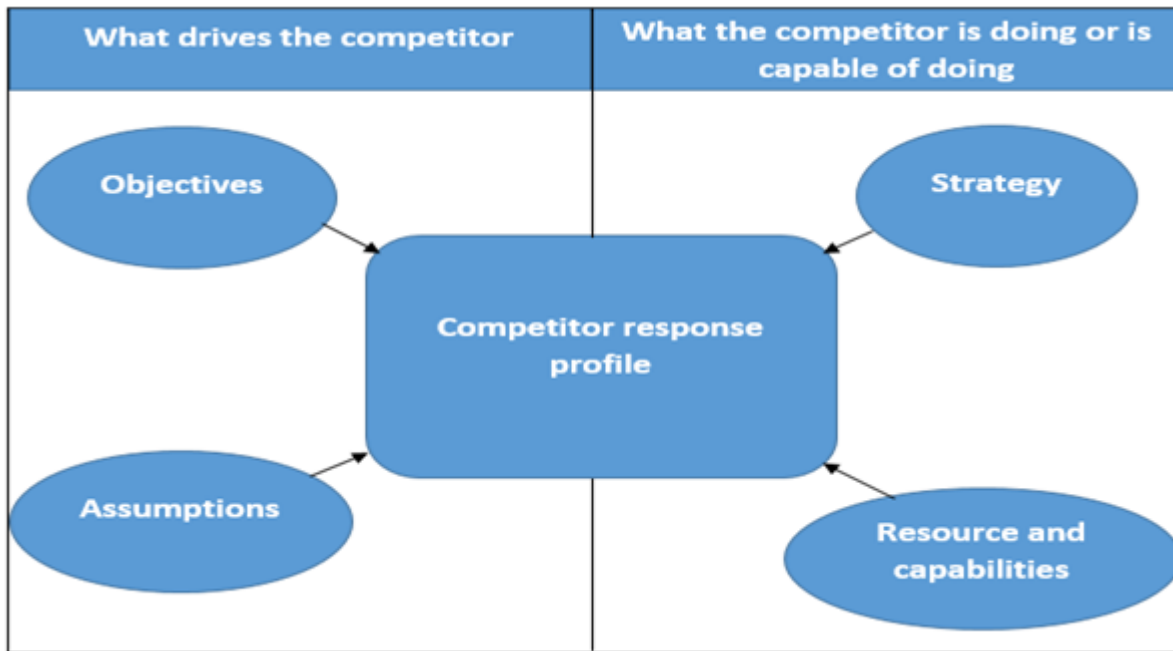 What drives the competitor
What the competitor is doing or is
capable of doing
Objectives
Strategy
Competitor response
profile
Assumptions
Resource and
capabilities